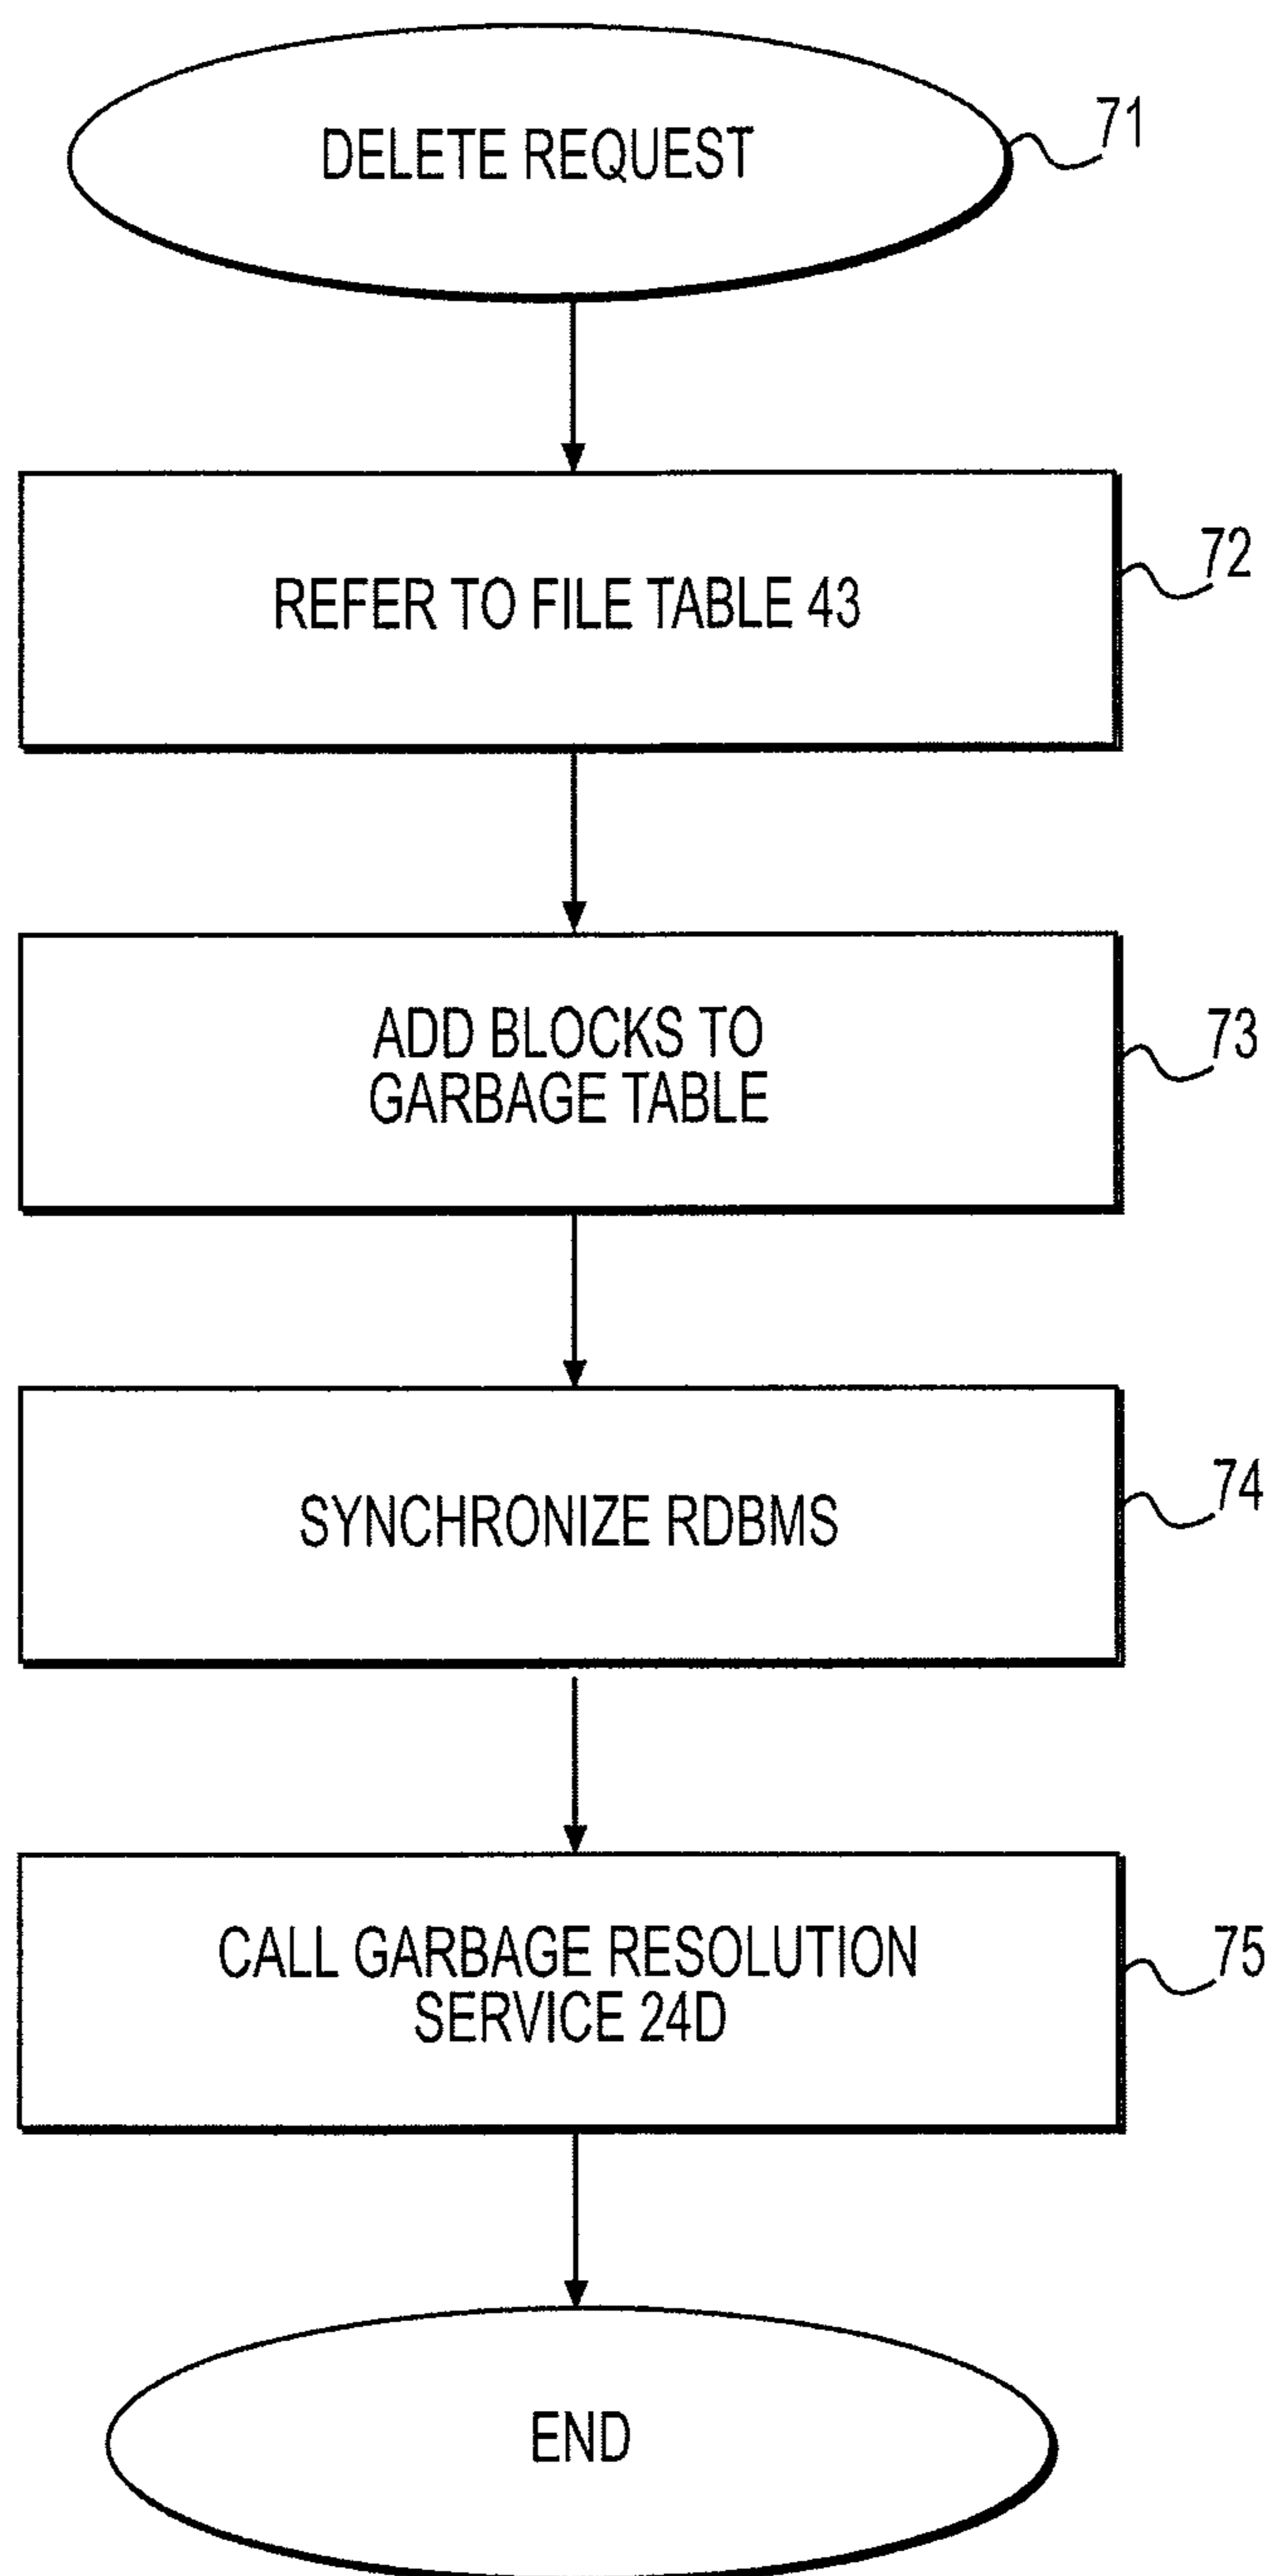 DELETE REQUEST
71
REFER TO FILE TABLE 43
72
ADD BLOCKS TO
GARBAGE TABLE
73
SYNCHRONIZE RDBMS
74
CALL GARBAGE RESOLUTION
SERVICE 24D
75
END